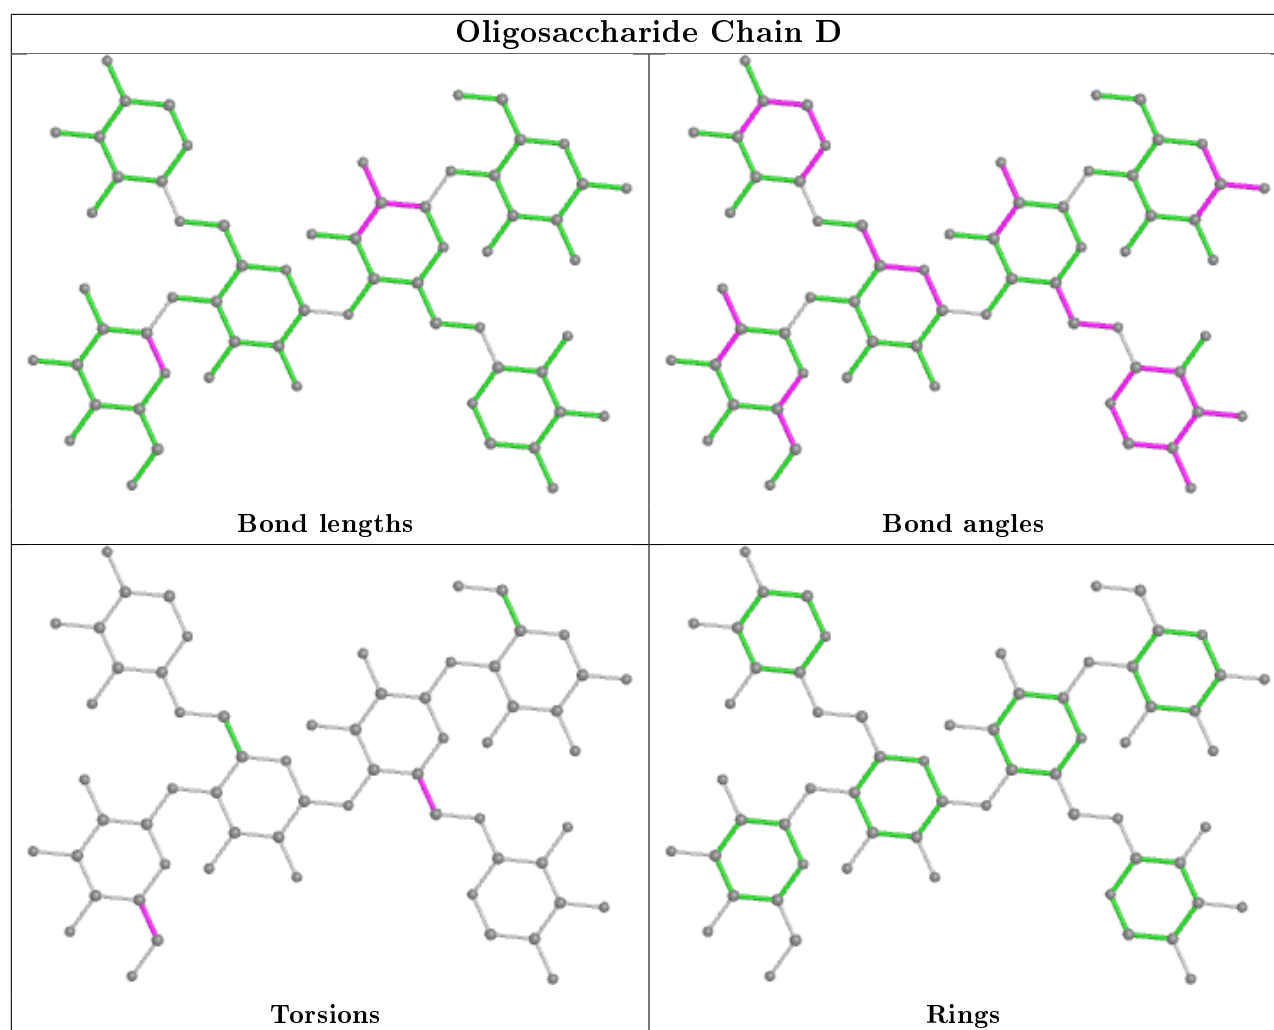 Oligosaccharide Chain D
Bond lengths
Bond angles
Torsions
Rings